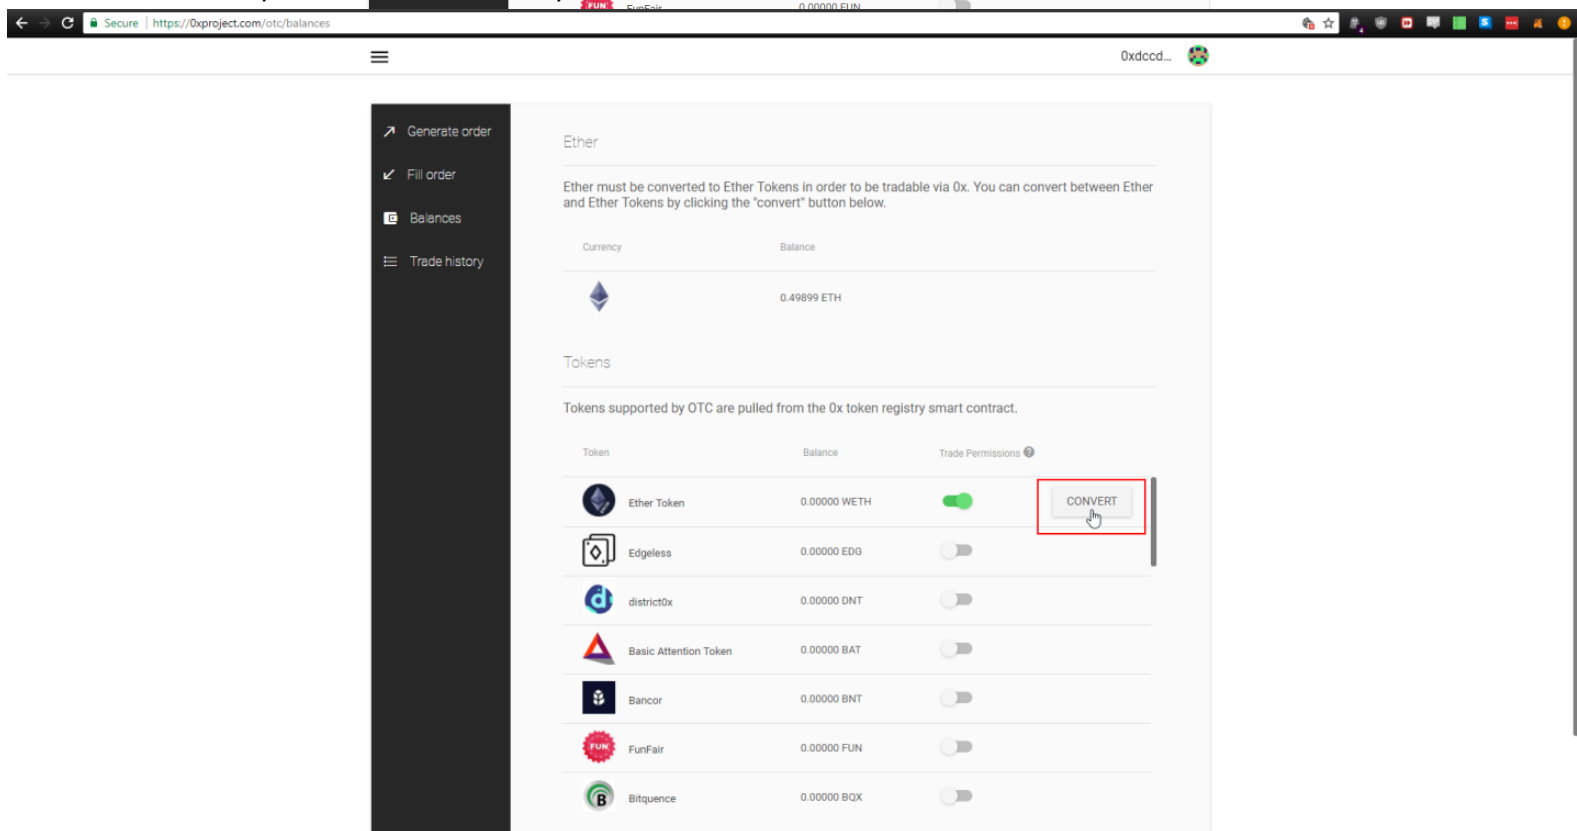 FUN FunFair 0.00000 FUN
Secure | https://0xproject.com/otc/balances
0xdccd...
Generate order
Fill order
Balances
Trade history
Ether
Ether must be converted to Ether Tokens in order to be tradable via 0x. You can convert between Ether
and Ether Tokens by clicking the "convert" button below.
Currency Balance
0.49899 ETH
Tokens
Tokens supported by OTC are pulled from the 0x token registry smart contract.
Token Balance Trade Permissions ?
Ether Token 0.00000 WETH CONVERT
Edgeless 0.00000 EDG
district0x 0.00000 DNT
Basic Attention Token 0.00000 BAT
Bancor 0.00000 BNT
FUN FunFair 0.00000 FUN
B Bitquence 0.00000 BQX